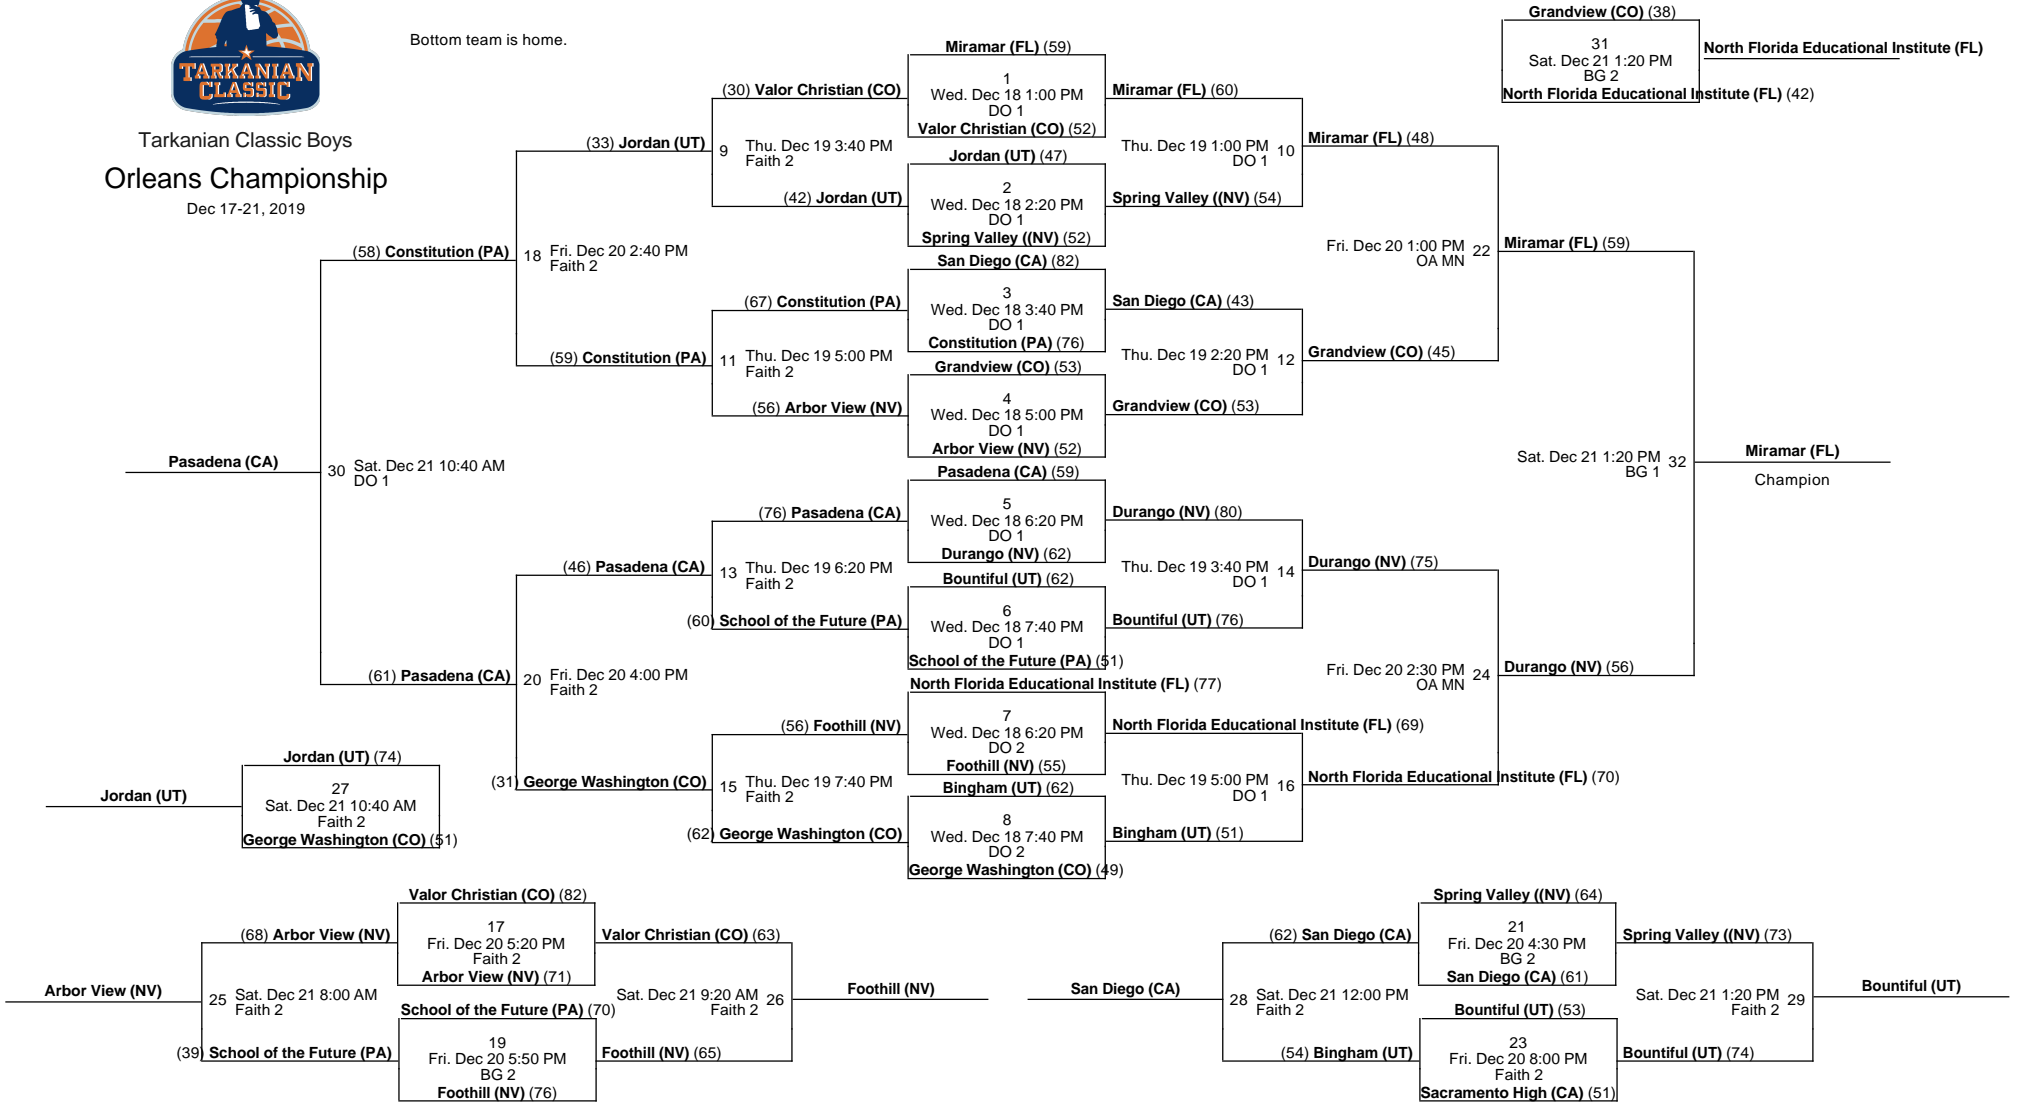 TARKANIAN
CLASSIC
Tarkanian Classic Boys
Orleans Championship
Dec 17-21, 2019
Bottom team is home.
Grandview (CO) (38)
31
Sat. Dec 21 1:20 PM
BG 2
North Florida Educational Institute (FL) (42)
North Florida Educational Institute (FL)
Miramar (FL) (59)
1
Wed. Dec 18 1:00 PM
DO 1
Valor Christian (CO) (52)
Jordan (UT) (47)
2
Wed. Dec 18 2:20 PM
DO 1
Spring Valley ((NV) (52)
San Diego (CA) (82)
3
Wed. Dec 18 3:40 PM
DO 1
Constitution (PA) (76)
Grandview (CO) (53)
4
Wed. Dec 18 5:00 PM
DO 1
Arbor View (NV) (52)
Pasadena (CA) (59)
5
Wed. Dec 18 6:20 PM
DO 1
Durango (NV) (62)
Bountiful (UT) (62)
6
Wed. Dec 18 7:40 PM
DO 1
School of the Future (PA) (51)
North Florida Educational Institute (FL) (77)
7
Wed. Dec 18 6:20 PM
DO 2
Foothill (NV) (55)
Bingham (UT) (62)
8
Wed. Dec 18 7:40 PM
DO 2
George Washington (CO) (49)
(30) Valor Christian (CO)
9 Thu. Dec 19 3:40 PM
Faith 2
(42) Jordan (UT)
(67) Constitution (PA)
11 Thu. Dec 19 5:00 PM
Faith 2
(56) Arbor View (NV)
(76) Pasadena (CA)
13 Thu. Dec 19 6:20 PM
Faith 2
(60) School of the Future (PA)
(56) Foothill (NV)
15 Thu. Dec 19 7:40 PM
Faith 2
(62) George Washington (CO)
(33) Jordan (UT)
18 Fri. Dec 20 2:40 PM
Faith 2
(59) Constitution (PA)
(46) Pasadena (CA)
20 Fri. Dec 20 4:00 PM
Faith 2
(31) George Washington (CO)
(58) Constitution (PA)
30 Sat. Dec 21 10:40 AM
DO 1
(61) Pasadena (CA)
Pasadena (CA)
Miramar (FL) (60)
Thu. Dec 19 1:00 PM 10
DO 1
Spring Valley ((NV) (54)
San Diego (CA) (43)
Thu. Dec 19 2:20 PM 12
DO 1
Grandview (CO) (53)
Durango (NV) (80)
Thu. Dec 19 3:40 PM 14
DO 1
Bountiful (UT) (76)
North Florida Educational Institute (FL) (69)
Thu. Dec 19 5:00 PM 16
DO 1
Bingham (UT) (51)
Miramar (FL) (48)
Fri. Dec 20 1:00 PM 22
OA MN
Grandview (CO) (45)
Durango (NV) (75)
Fri. Dec 20 2:30 PM 24
OA MN
North Florida Educational Institute (FL) (70)
Miramar (FL) (59)
Sat. Dec 21 1:20 PM 32
BG 1
Durango (NV) (56)
Miramar (FL)
Champion
Jordan (UT) (74)
27
Sat. Dec 21 10:40 AM
Faith 2
George Washington (CO) (51)
Jordan (UT)
Valor Christian (CO) (82)
17
Fri. Dec 20 5:20 PM
Faith 2
Arbor View (NV) (71)
School of the Future (PA) (70)
19
Fri. Dec 20 5:50 PM
BG 2
Foothill (NV) (76)
(68) Arbor View (NV)
25 Sat. Dec 21 8:00 AM
Faith 2
(39) School of the Future (PA)
Arbor View (NV)
Valor Christian (CO) (63)
Sat. Dec 21 9:20 AM 26
Faith 2
Foothill (NV) (65)
Foothill (NV)
Spring Valley ((NV) (64)
21
Fri. Dec 20 4:30 PM
BG 2
San Diego (CA) (61)
Bountiful (UT) (53)
23
Fri. Dec 20 8:00 PM
Faith 2
Sacramento High (CA) (51)
(62) San Diego (CA)
28 Sat. Dec 21 12:00 PM
Faith 2
(54) Bingham (UT)
San Diego (CA)
Spring Valley ((NV) (73)
Sat. Dec 21 1:20 PM 29
Faith 2
Bountiful (UT) (74)
Bountiful (UT)